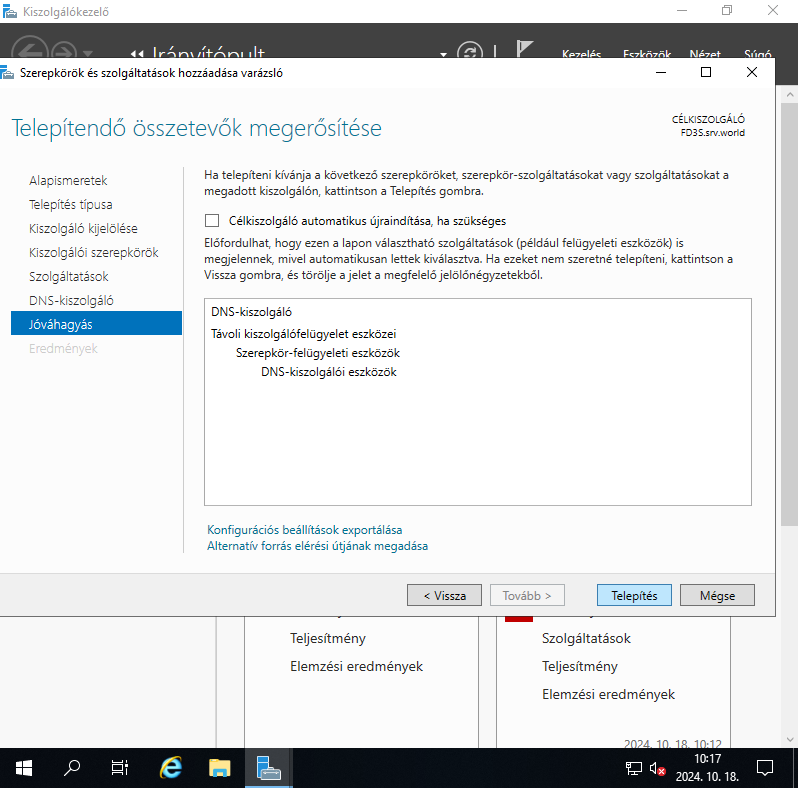 Kiszolgálókezelő
Irányítópult
Kezelés Eszközök Nézet Súgó
Szerepkörök és szolgáltatások hozzáadása varázsló
Telepítendő összetevők megerősítése
CÉLKISZOLGÁLÓ
FD3S.srv.world
Alapismeretek
Telepítés típusa
Kiszolgáló kijelölése
Kiszolgálói szerepkörök
Szolgáltatások
DNS-kiszolgáló
Jóváhagyás
Eredmények
Ha telepíteni kívánja a következő szerepköröket, szerepkör-szolgáltatásokat vagy szolgáltatásokat a
megadott kiszolgálón, kattintson a Telepítés gombra.
Célkiszolgáló automatikus újraindítása, ha szükséges
Előfordulhat, hogy ezen a lapon választható szolgáltatások (például felügyeleti eszközök) is
megjelennek, mivel automatikusan lettek kiválasztva. Ha ezeket nem szeretné telepíteni, kattintson a
Vissza gombra, és törölje a jelet a megfelelő jelölőnégyzetekből.
DNS-kiszolgáló
Távoli kiszolgálófelügyelet eszközei
Szerepkör-felügyeleti eszközök
DNS-kiszolgálói eszközök
Konfigurációs beállítások exportálása
Alternatív forrás elérési útjának megadása
< Vissza
Tovább >
Telepítés
Mégse
Teljesítmény
Elemzési eredmények
Szolgáltatások
Teljesítmény
Elemzési eredmények
2024. 10. 18. 10:12
10:17
2024. 10. 18.